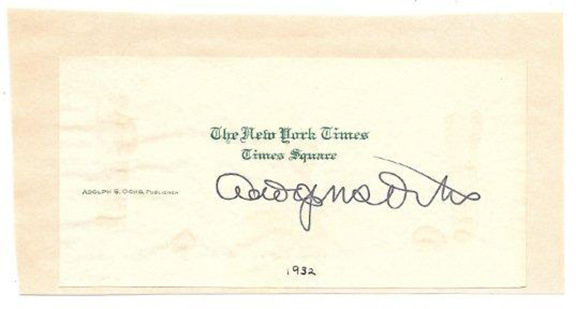 The New York Times
Times Square
ADOLPH S. OCHS, PUBLISHER
Adolph S Ochs
1932